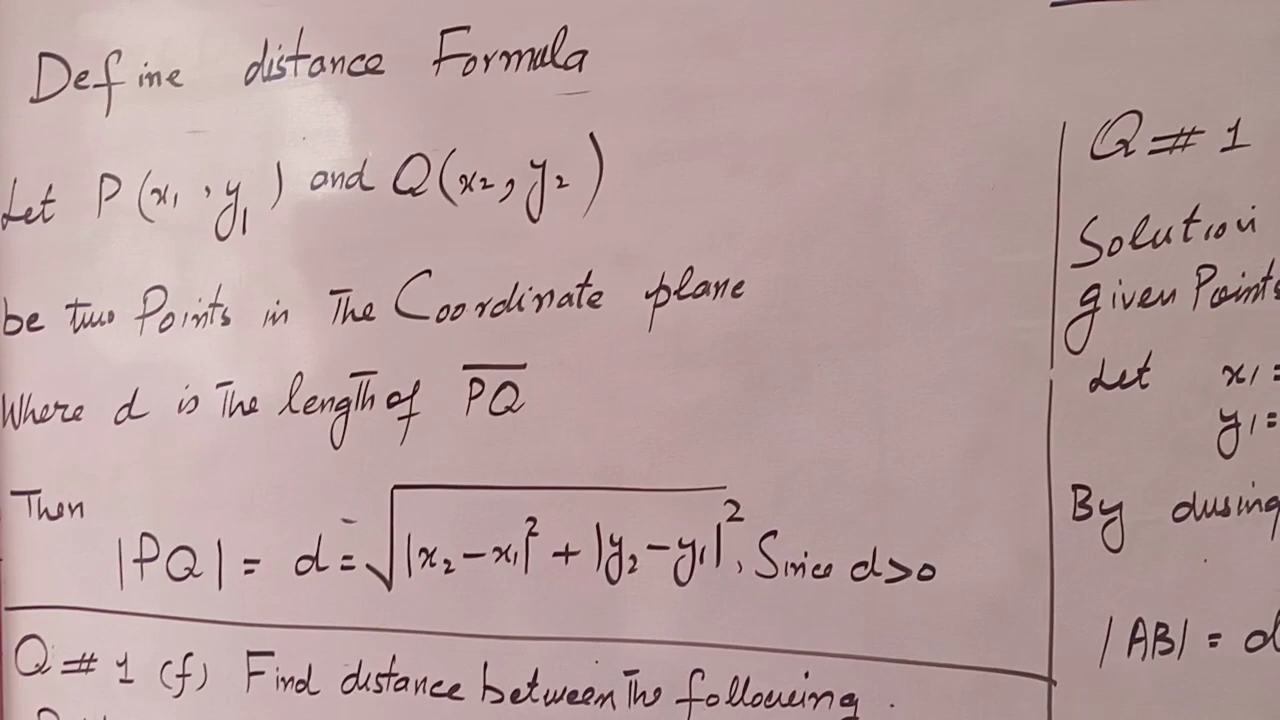 Define distance Formula
Let P(x₁, y₁) and Q(x₂, y₂)
be two Points in The Coordinate plane
Where d is The length of P̅Q̅
Then
|PQ| = d = √|x₂ − x₁|² + |y₂ − y₁|², Since d>0
Q # 1 (f) Find distance between The following.
Q # 1
Solution
given Points
Let x₁ =
y₁ =
By dusing
|AB| = d